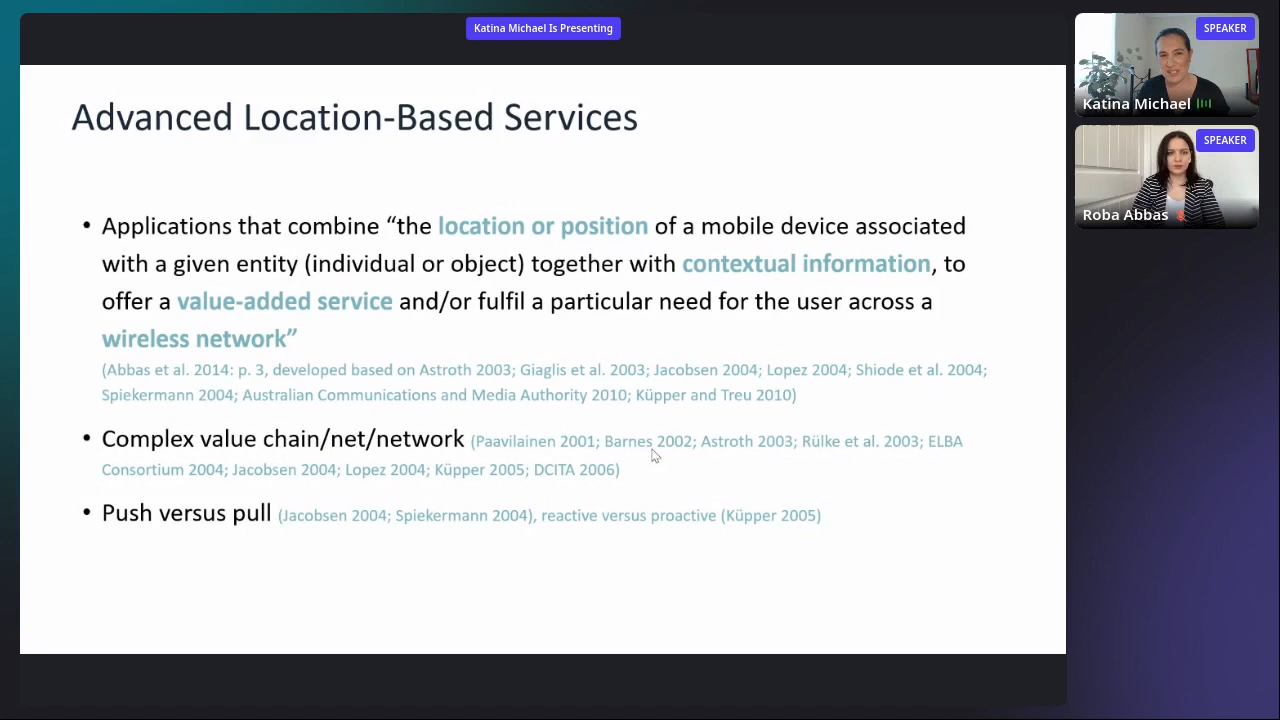 Katina Michael Is Presenting
SPEAKER
Katina Michael
SPEAKER
Roba Abbas
Advanced Location-Based Services
• Applications that combine “the location or position of a mobile device associated
with a given entity (individual or object) together with contextual information, to
offer a value-added service and/or fulfil a particular need for the user across a
wireless network”
(Abbas et al. 2014: p. 3, developed based on Astroth 2003; Giaglis et al. 2003; Jacobsen 2004; Lopez 2004; Shiode et al. 2004;
Spiekermann 2004; Australian Communications and Media Authority 2010; Küpper and Treu 2010)
• Complex value chain/net/network (Paavilainen 2001; Barnes 2002; Astroth 2003; Rülke et al. 2003; ELBA
Consortium 2004; Jacobsen 2004; Lopez 2004; Küpper 2005; DCITA 2006)
• Push versus pull (Jacobsen 2004; Spiekermann 2004), reactive versus proactive (Küpper 2005)